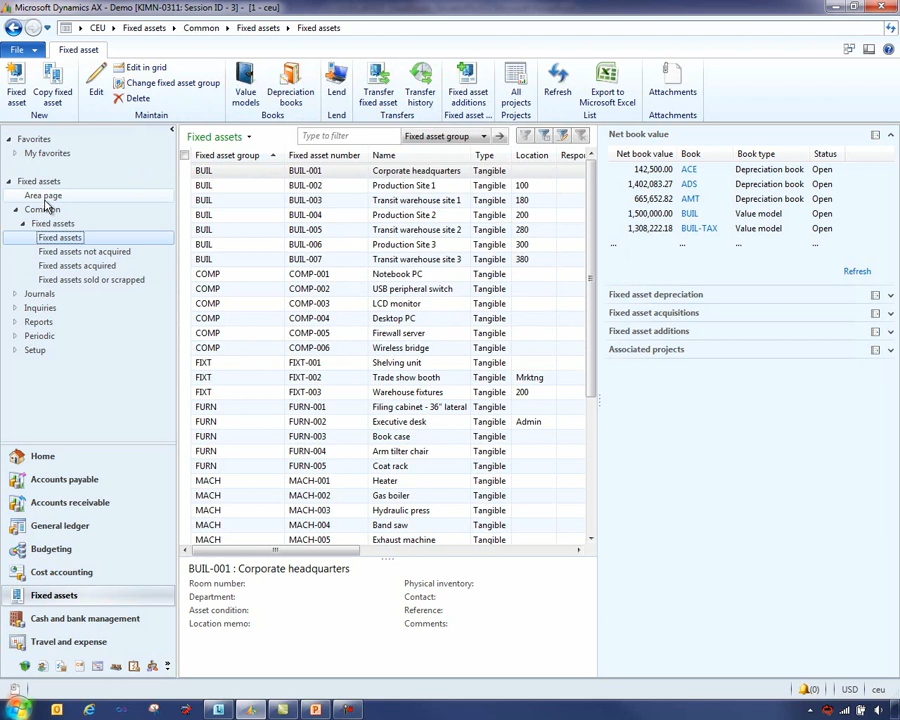 Microsoft Dynamics AX - Demo [KIMN-0311: Session ID - 3] - [1 - ceu]
CEU Fixed assets Common Fixed assets Fixed assets
File Fixed asset
Fixed asset
Copy fixed asset
New
Edit
Edit in grid
Change fixed asset group
Delete
Maintain
Value models
Depreciation books
Books
Lend
Lend
Transfer fixed asset
Transfer history
Transfers
Fixed asset additions
Fixed asset ...
All projects
Projects
Refresh
Export to Microsoft Excel
List
Attachments
Attachments
Favorites
My favorites
Fixed assets
Area page
Common
Fixed assets
Fixed assets
Fixed assets not acquired
Fixed assets acquired
Fixed assets sold or scrapped
Journals
Inquiries
Reports
Periodic
Setup
Home
Accounts payable
Accounts receivable
General ledger
Budgeting
Cost accounting
Fixed assets
Cash and bank management
Travel and expense
Fixed assets Type to filter Fixed asset group
Fixed asset group Fixed asset number Name Type Location Respor
BUIL BUIL-001 Corporate headquarters Tangible
BUIL BUIL-002 Production Site 1 Tangible 100
BUIL BUIL-003 Transit warehouse site 1 Tangible 180
BUIL BUIL-004 Production Site 2 Tangible 200
BUIL BUIL-005 Transit warehouse site 2 Tangible 280
BUIL BUIL-006 Production Site 3 Tangible 300
BUIL BUIL-007 Transit warehouse site 3 Tangible 380
COMP COMP-001 Notebook PC Tangible
COMP COMP-002 USB peripheral switch Tangible
COMP COMP-003 LCD monitor Tangible
COMP COMP-004 Desktop PC Tangible
COMP COMP-005 Firewall server Tangible
COMP COMP-006 Wireless bridge Tangible
FIXT FIXT-001 Shelving unit Tangible
FIXT FIXT-002 Trade show booth Tangible Mrktng
FIXT FIXT-003 Warehouse fixtures Tangible 200
FURN FURN-001 Filing cabinet - 36" lateral Tangible
FURN FURN-002 Executive desk Tangible Admin
FURN FURN-003 Book case Tangible
FURN FURN-004 Arm tilter chair Tangible
FURN FURN-005 Coat rack Tangible
MACH MACH-001 Heater Tangible
MACH MACH-002 Gas boiler Tangible
MACH MACH-003 Hydraulic press Tangible
MACH MACH-004 Band saw Tangible
MACH MACH-005 Exhaust machine Tangible
BUIL-001 : Corporate headquarters
Room number: Physical inventory:
Department: Contact:
Asset condition: Reference:
Location memo: Comments:
Net book value
Net book value Book Book type Status
142,500.00 ACE Depreciation book Open
1,402,083.27 ADS Depreciation book Open
665,652.82 AMT Depreciation book Open
1,500,000.00 BUIL Value model Open
1,308,222.18 BUIL-TAX Value model Open
... ... ... ...
Refresh
Fixed asset depreciation
Fixed asset acquisitions
Fixed asset additions
Associated projects
(0) USD ceu